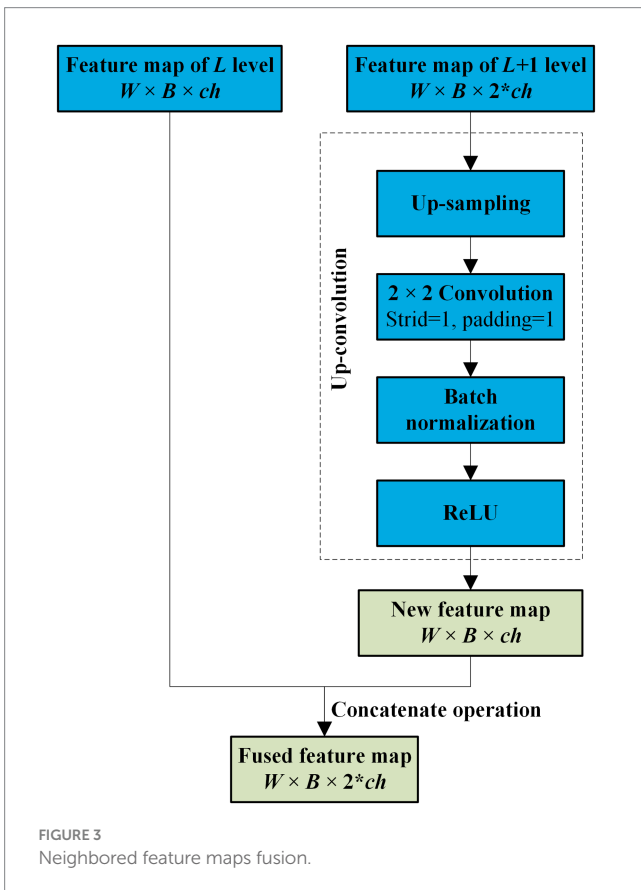 Feature map of L level
W × B × ch
Feature map of L+1 level
W × B × 2*ch
Up-convolution
Up-sampling
2 × 2 Convolution
Strid=1, padding=1
Batch
normalization
ReLU
New feature map
W × B × ch
Concatenate operation
Fused feature map
W × B × 2*ch
FIGURE 3
Neighbored feature maps fusion.